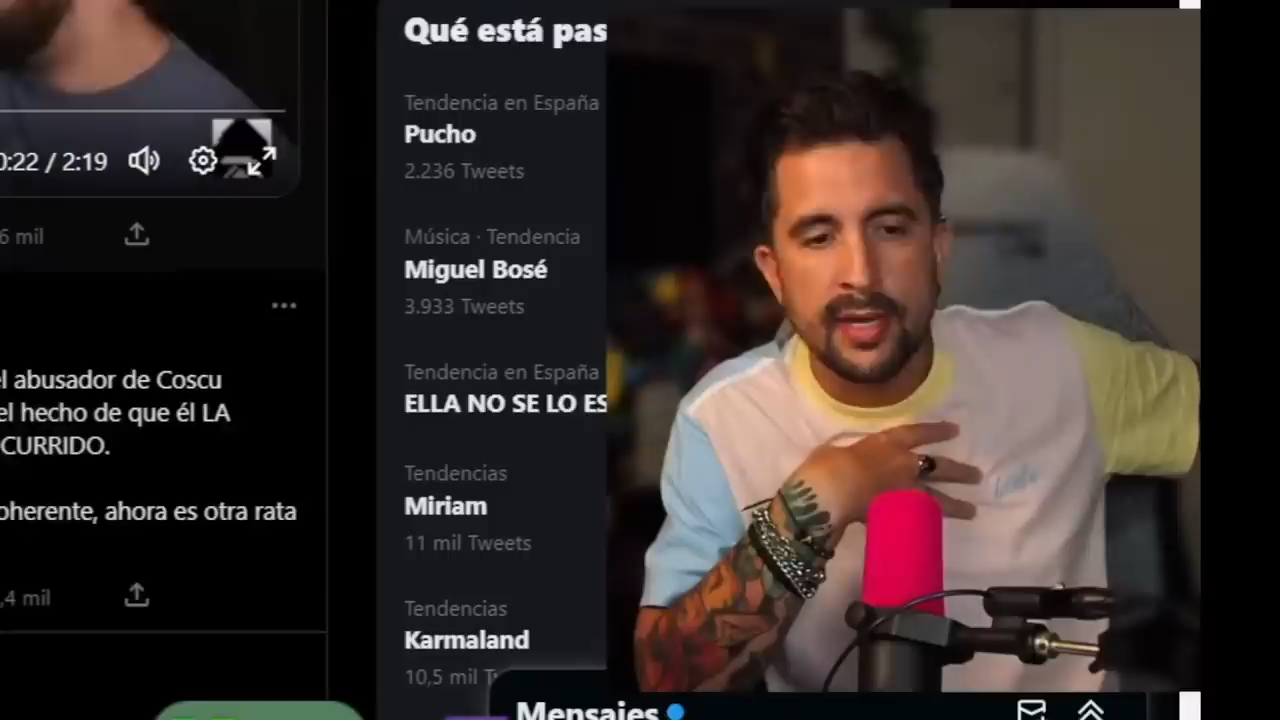 0:22 / 2:19
6 mil
el abusador de Coscu
el hecho de que él LA
CURRIDO.
oherente, ahora es otra rata
,4 mil
Qué está pas
Tendencia en España
Pucho
2.236 Tweets
Música · Tendencia
Miguel Bosé
3.933 Tweets
Tendencia en España
ELLA NO SE LO ES
Tendencias
Miriam
11 mil Tweets
Tendencias
Karmaland
10,5 mil Tw
Mensajes